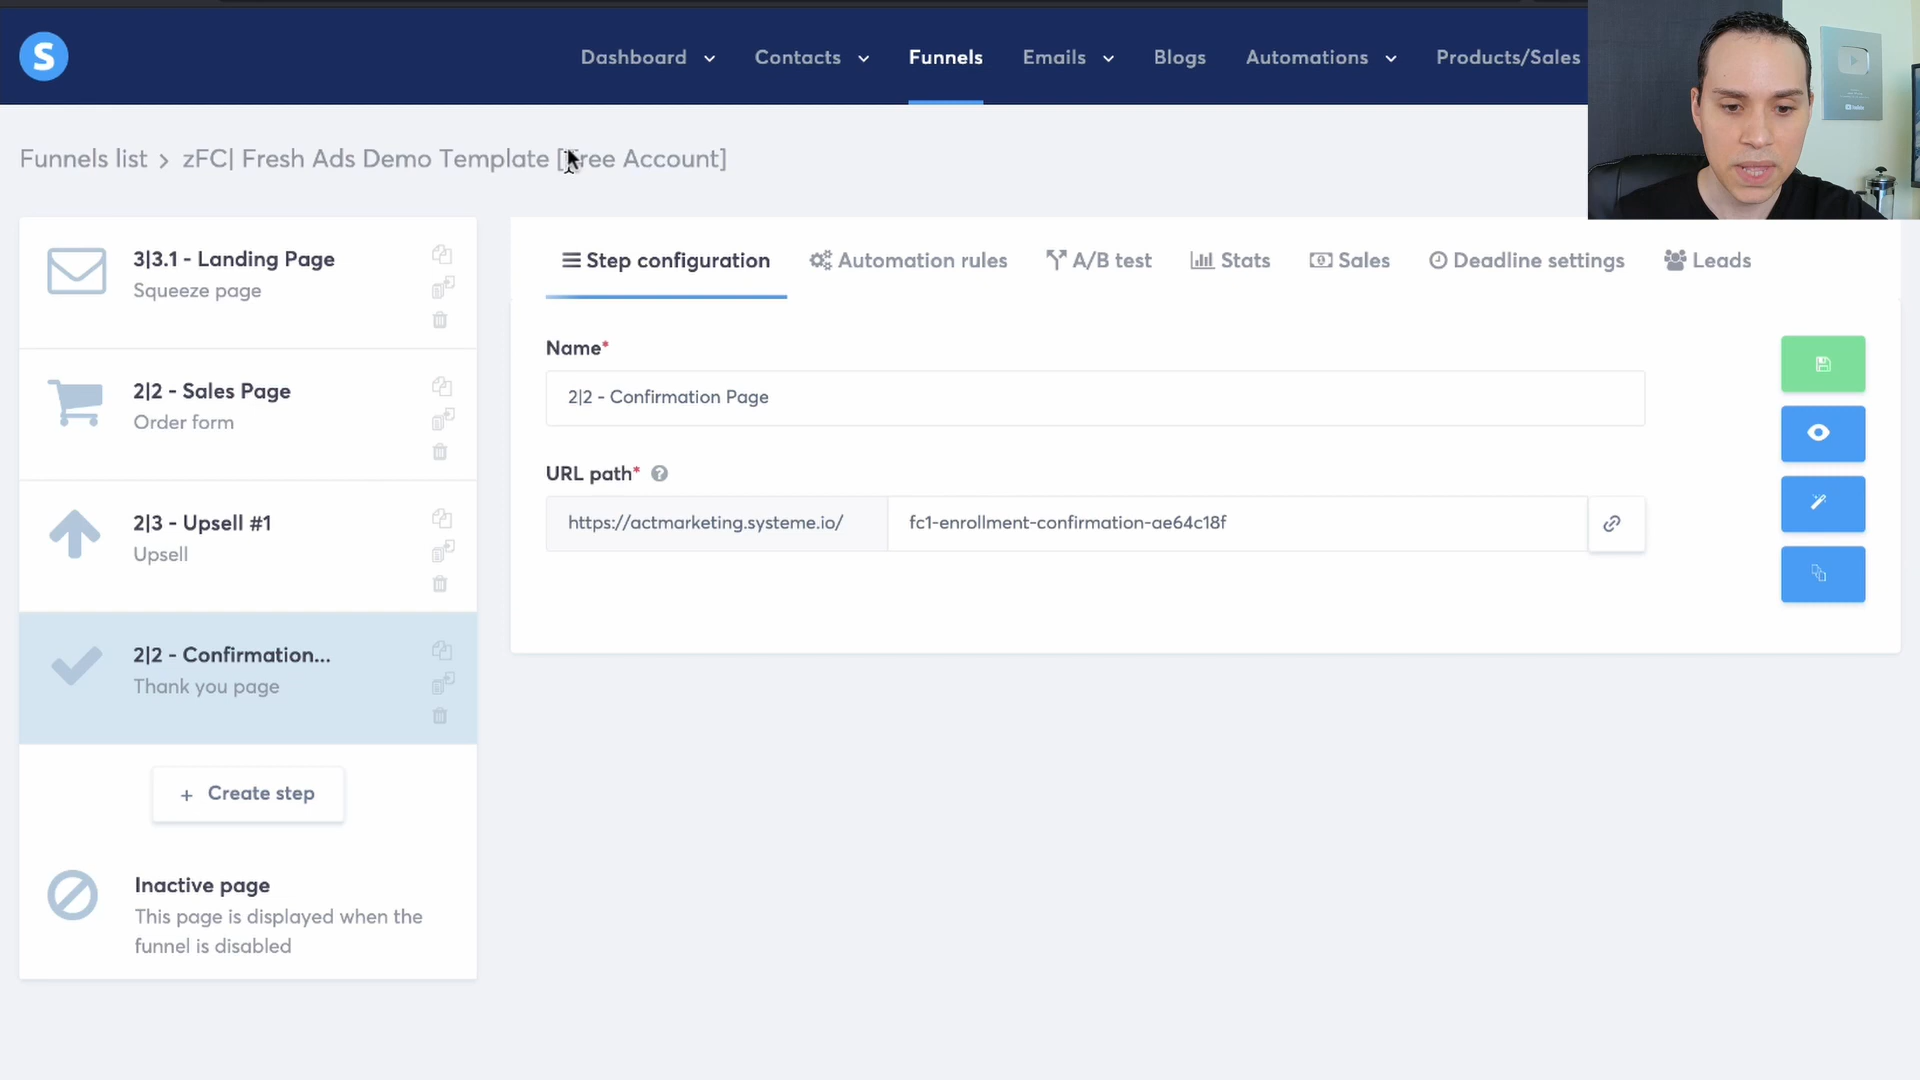 S
Dashboard
Contacts
Funnels
Emails
Blogs
Automations
Products/Sales
Funnels list > zFC| Fresh Ads Demo Template [Free Account]
3|3.1 - Landing Page
Squeeze page
2|2 - Sales Page
Order form
2|3 - Upsell #1
Upsell
2|2 - Confirmation...
Thank you page
+ Create step
Inactive page
This page is displayed when the
funnel is disabled
Step configuration
Automation rules
A/B test
Stats
Sales
Deadline settings
Leads
Name*
2|2 - Confirmation Page
URL path* ?
https://actmarketing.systeme.io/
fc1-enrollment-confirmation-ae64c18f